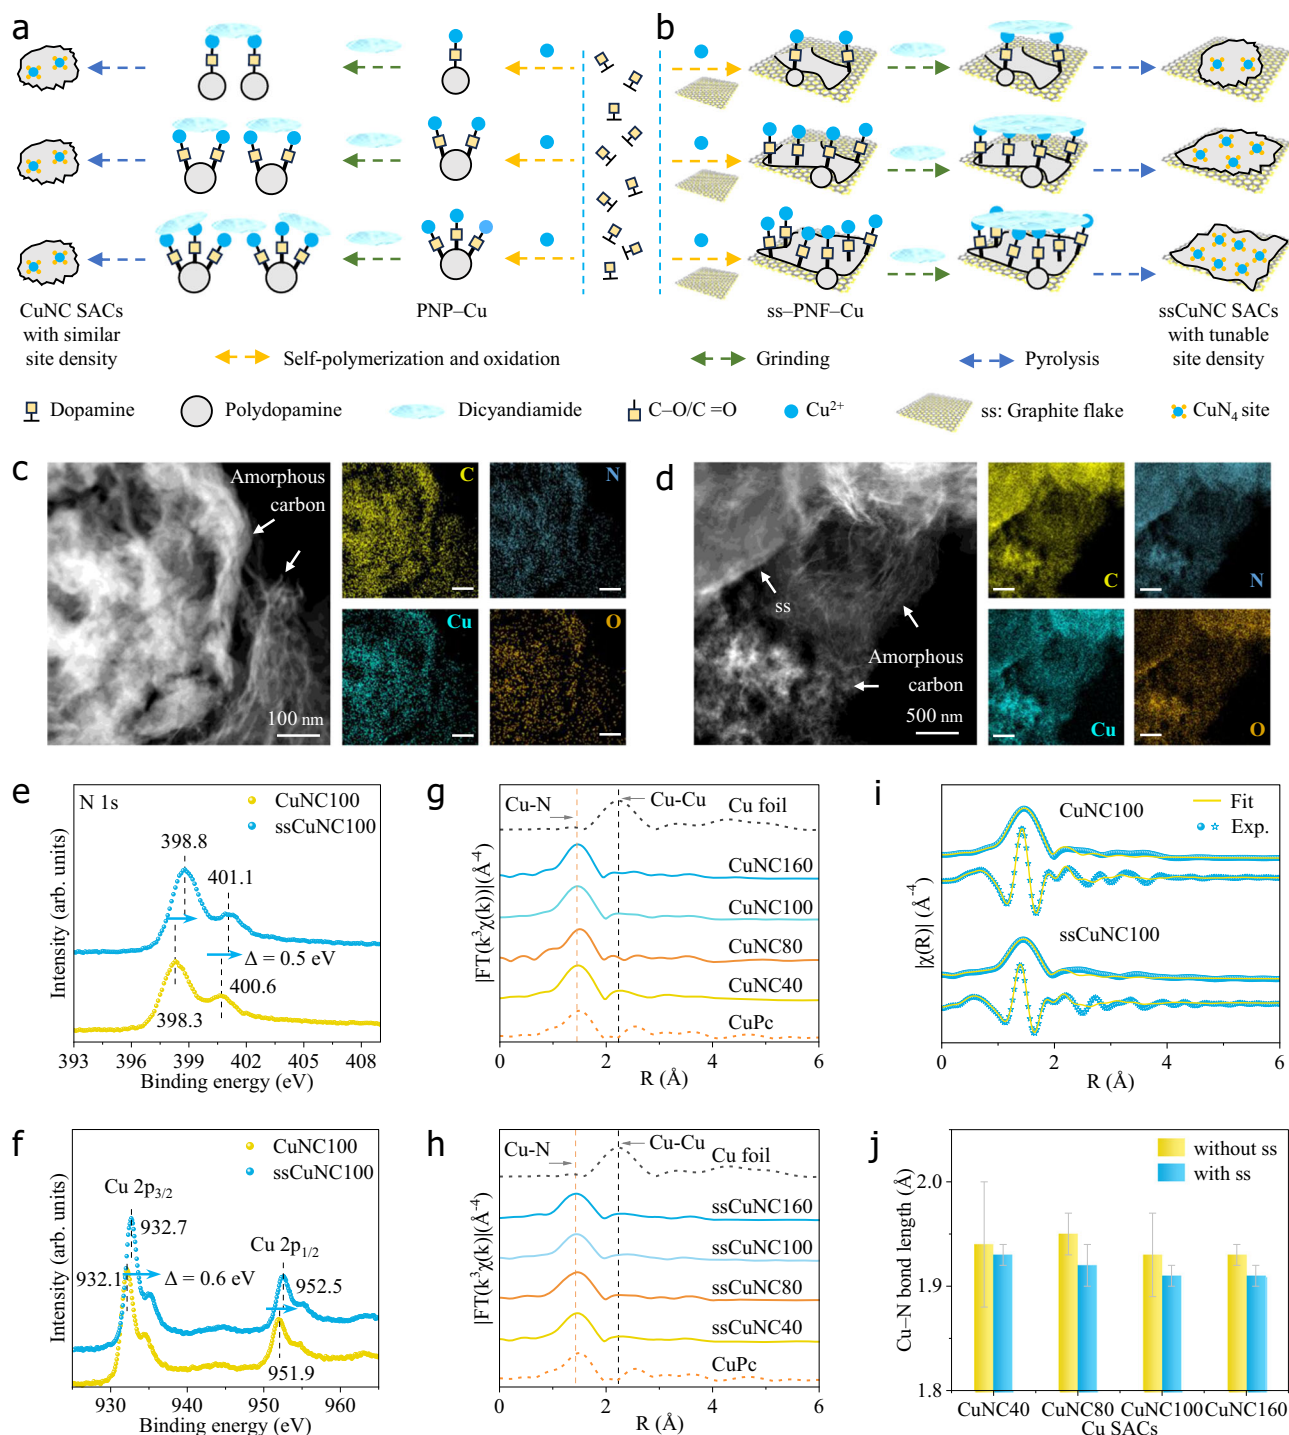 a
b
CuNC SACs
with similar
site density
PNP–Cu
ss–PNF–Cu
ssCuNC SACs
with tunable
site density
Self-polymerization and oxidation
Grinding
Pyrolysis
Dopamine
Polydopamine
Dicyandiamide
C–O/C =O
Cu²⁺
ss: Graphite flake
CuN₄ site
c
Amorphous
carbon
100 nm
C
N
Cu
O
d
ss
Amorphous
carbon
500 nm
C
N
Cu
O
e
N 1s
CuNC100
ssCuNC100
398.8
401.1
Δ = 0.5 eV
400.6
398.3
Intensity (arb. units)
393 396 399 402 405 408
Binding energy (eV)
g
Cu-N
Cu-Cu
Cu foil
CuNC160
CuNC100
CuNC80
CuNC40
CuPc
|FT(k³χ(k)|(Å⁻⁴)
0 2 4 6
R (Å)
i
CuNC100
Fit
Exp.
ssCuNC100
|χ(R)| (Å⁻⁴)
0 2 4 6
R (Å)
f
CuNC100
ssCuNC100
Cu 2p₃/₂
932.7
Cu 2p₁/₂
932.1
Δ = 0.6 eV
952.5
951.9
Intensity (arb. units)
930 940 950 960
Binding energy (eV)
h
Cu-N
Cu-Cu
Cu foil
ssCuNC160
ssCuNC100
ssCuNC80
ssCuNC40
CuPc
|FT(k³χ(k)|(Å⁻⁴)
0 2 4 6
R (Å)
j
without ss
with ss
Cu–N bond length (Å)
2.0
1.9
1.8
CuNC40 CuNC80 CuNC100 CuNC160
Cu SACs